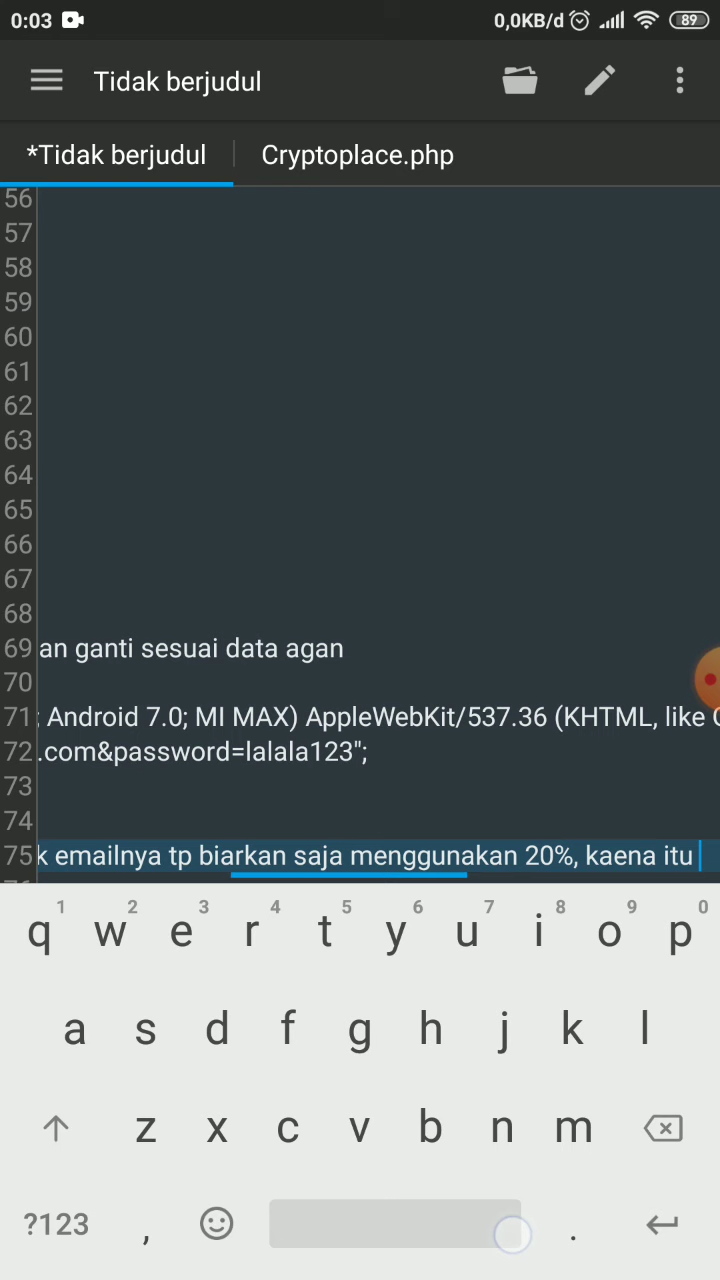 0:03 0,0KB/d 89
Tidak berjudul
*Tidak berjudul Cryptoplace.php
56
57
58
59
60
61
62
63
64
65
66
67
68
69 an ganti sesuai data agan
70
71 ; Android 7.0; MI MAX) AppleWebKit/537.36 (KHTML, like
72 .com&password=lalala123";
73
74
75 k emailnya tp biarkan saja menggunakan 20%, kaena itu
1 2 3 4 5 6 7 8 9 0
q w e r t y u i o p
a s d f g h j k l
z x c v b n m
?123 , .